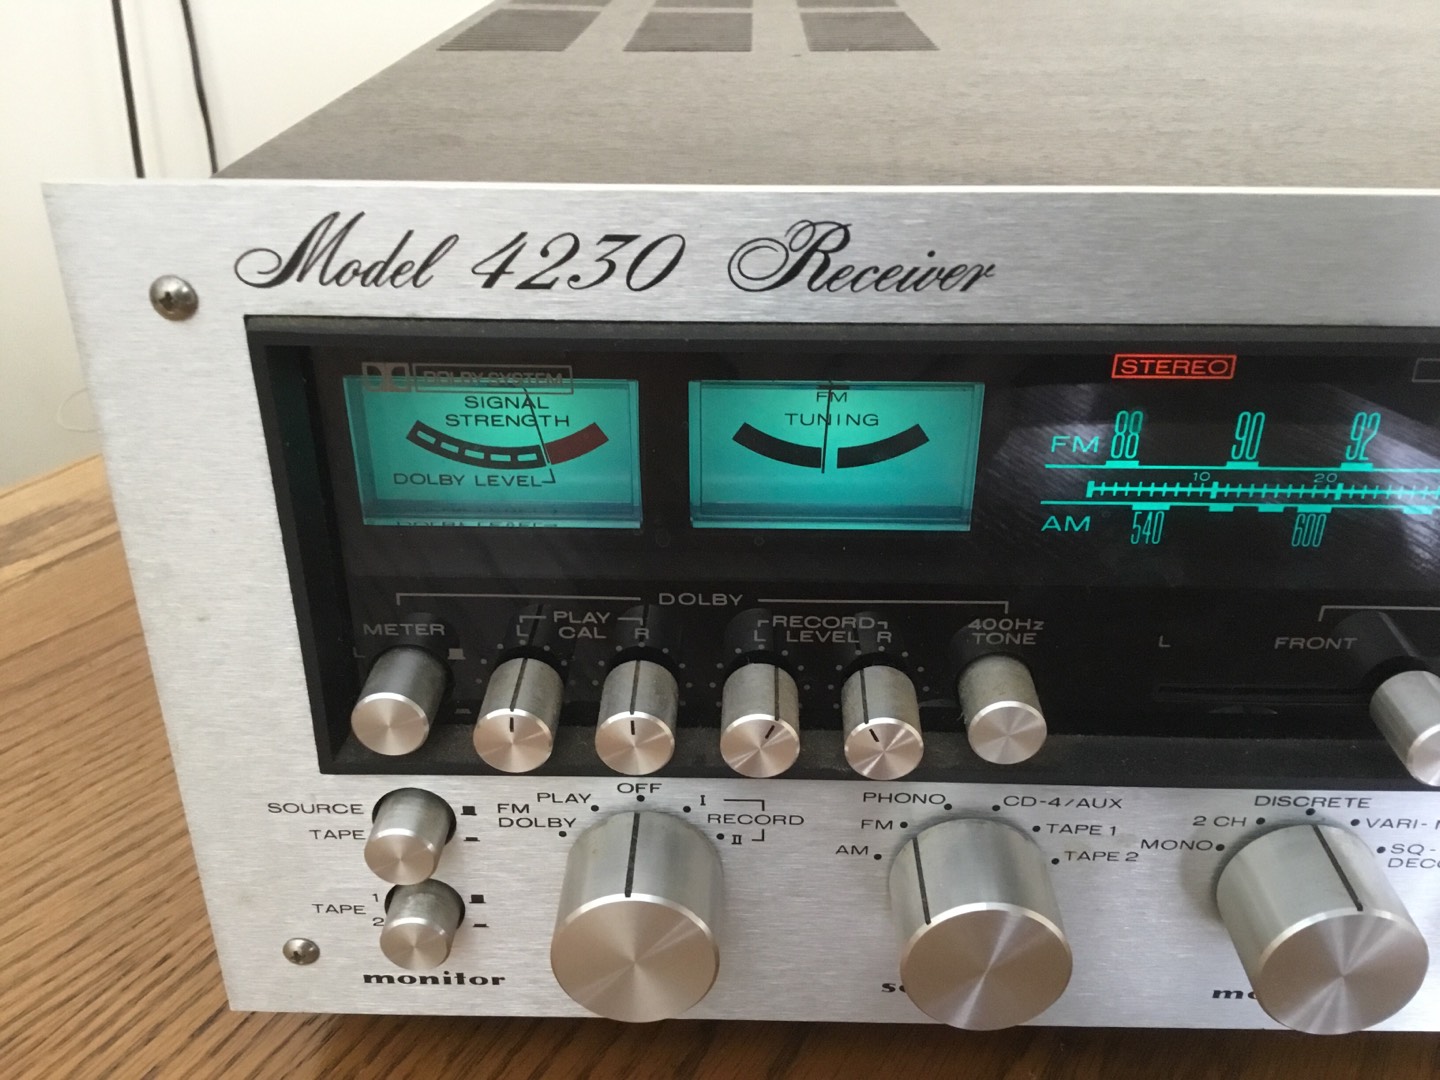 Model 4230 Receiver
DOLBY SYSTEM
SIGNAL
STRENGTH
DOLBY LEVEL
FM
TUNING
STEREO
FM 88 90 92
10 20
AM 540 600
DOLBY
METER
PLAY
L CAL R
RECORD
L LEVEL R
400Hz
TONE
L
FRONT
SOURCE
TAPE
TAPE 1
2
monitor
OFF
PLAY
FM
DOLBY
I
RECORD
II
PHONO
FM
AM
CD-4/AUX
TAPE 1
TAPE 2
DISCRETE
2 CH
MONO
VARI-
SQ-